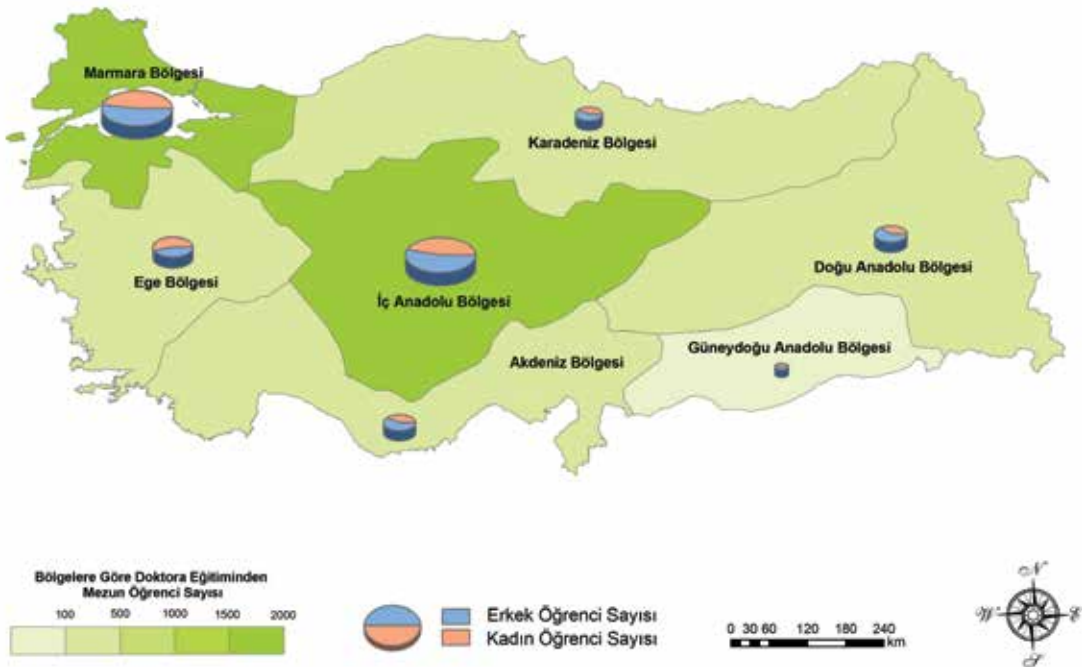 Marmara Bölgesi
Karadeniz Bölgesi
Ege Bölgesi
İç Anadolu Bölgesi
Doğu Anadolu Bölgesi
Güneydoğu Anadolu Bölgesi
Akdeniz Bölgesi
Bölgelere Göre Doktora Eğitiminden
Mezun Öğrenci Sayısı
100 500 1000 1500 2000
Erkek Öğrenci Sayısı
Kadın Öğrenci Sayısı
0 30 60 120 180 240
km
N
W
S